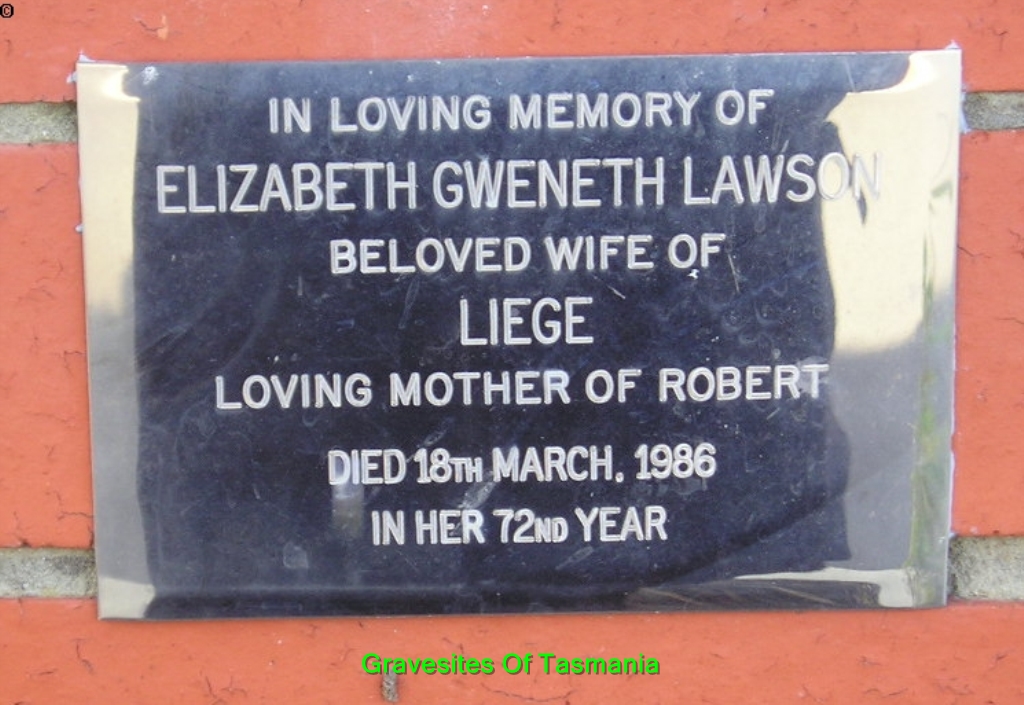 ©
IN LOVING MEMORY OF
ELIZABETH GWENETH LAWSON
BELOVED WIFE OF
LIEGE
LOVING MOTHER OF ROBERT
DIED 18TH MARCH, 1986
IN HER 72ND YEAR
Gravesites Of Tasmania